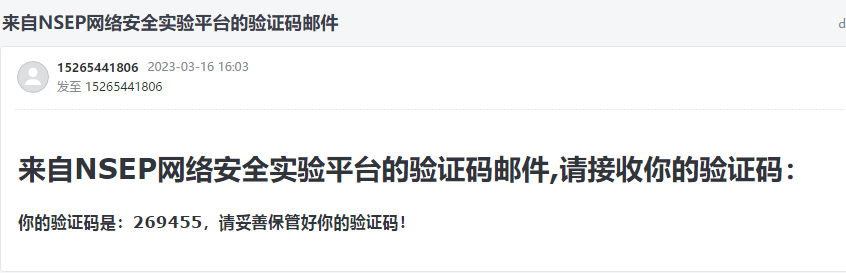 来自NSEP网络安全实验平台的验证码邮件
d
15265441806 2023-03-16 16:03
发至 15265441806
来自NSEP网络安全实验平台的验证码邮件,请接收你的验证码：
你的验证码是：269455，请妥善保管好你的验证码！